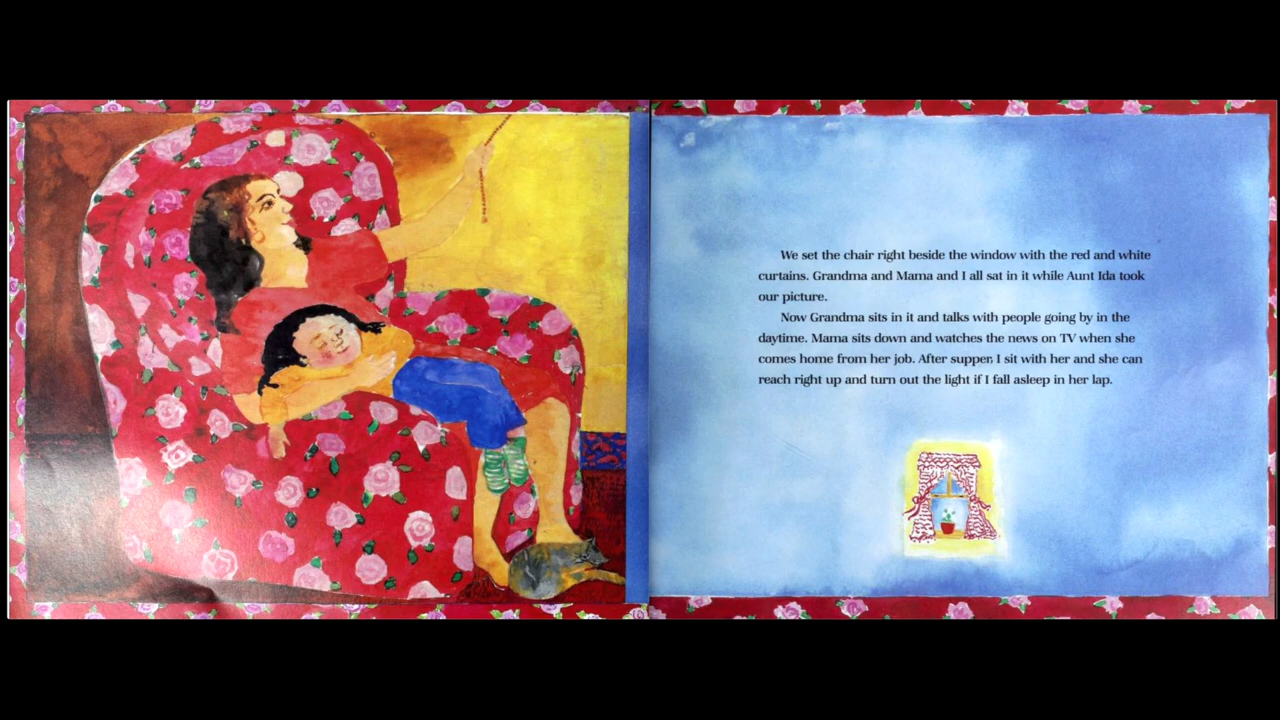 We set the chair right beside the window with the red and white
curtains. Grandma and Mama and I all sat in it while Aunt Ida took
our picture.
Now Grandma sits in it and talks with people going by in the
daytime. Mama sits down and watches the news on TV when she
comes home from her job. After supper, I sit with her and she can
reach right up and turn out the light if I fall asleep in her lap.